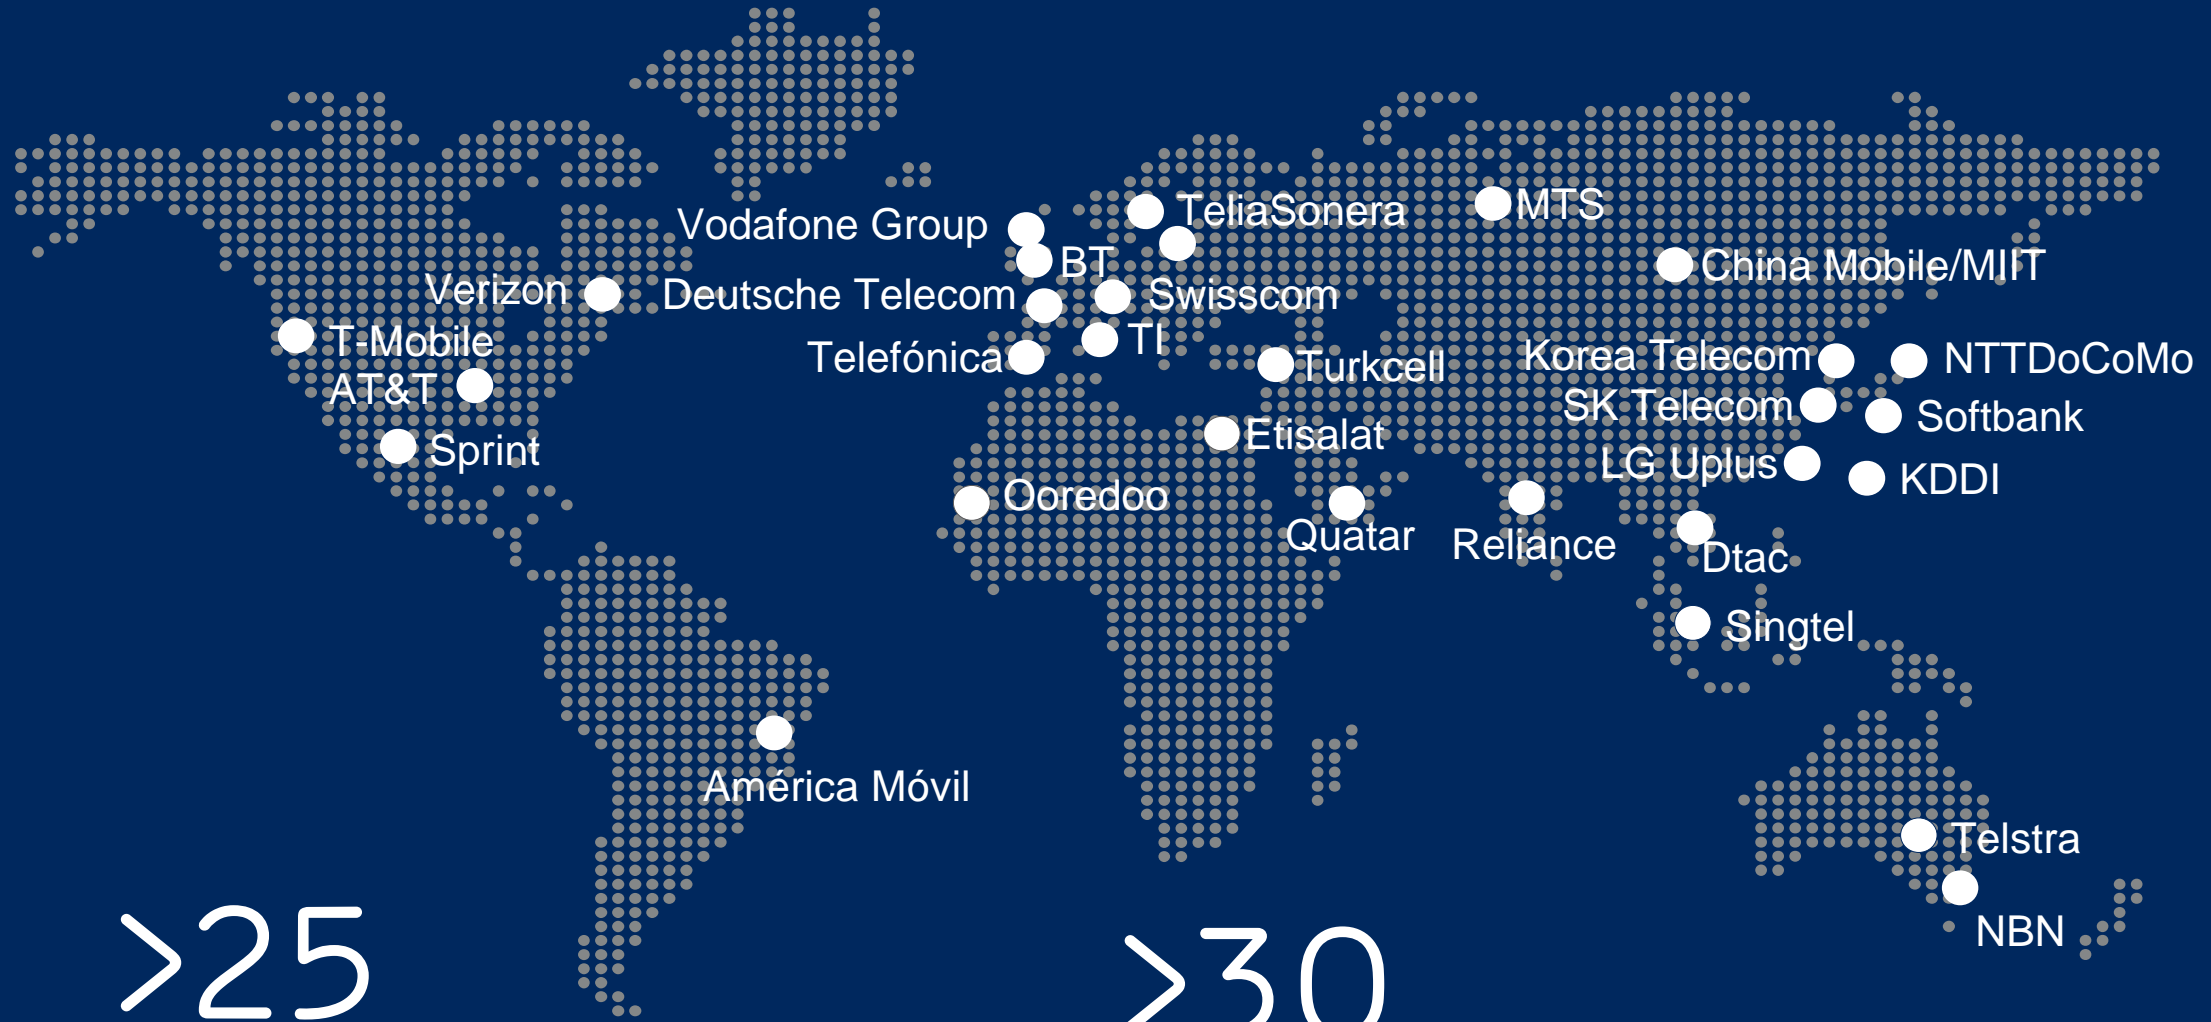 Vodafone Group
TeliaSonera
MTS
BT
China Mobile/MIIT
Verizon
Deutsche Telecom
Swisscom
T-Mobile
TI
Telefónica
Turkcell
Korea Telecom
NTTDoCoMo
AT&T
SK Telecom
Softbank
Sprint
Etisalat
LG Uplus
KDDI
Ooredoo
Quatar
Reliance
Dtac
Singtel
América Móvil
Telstra
NBN
>25
>30